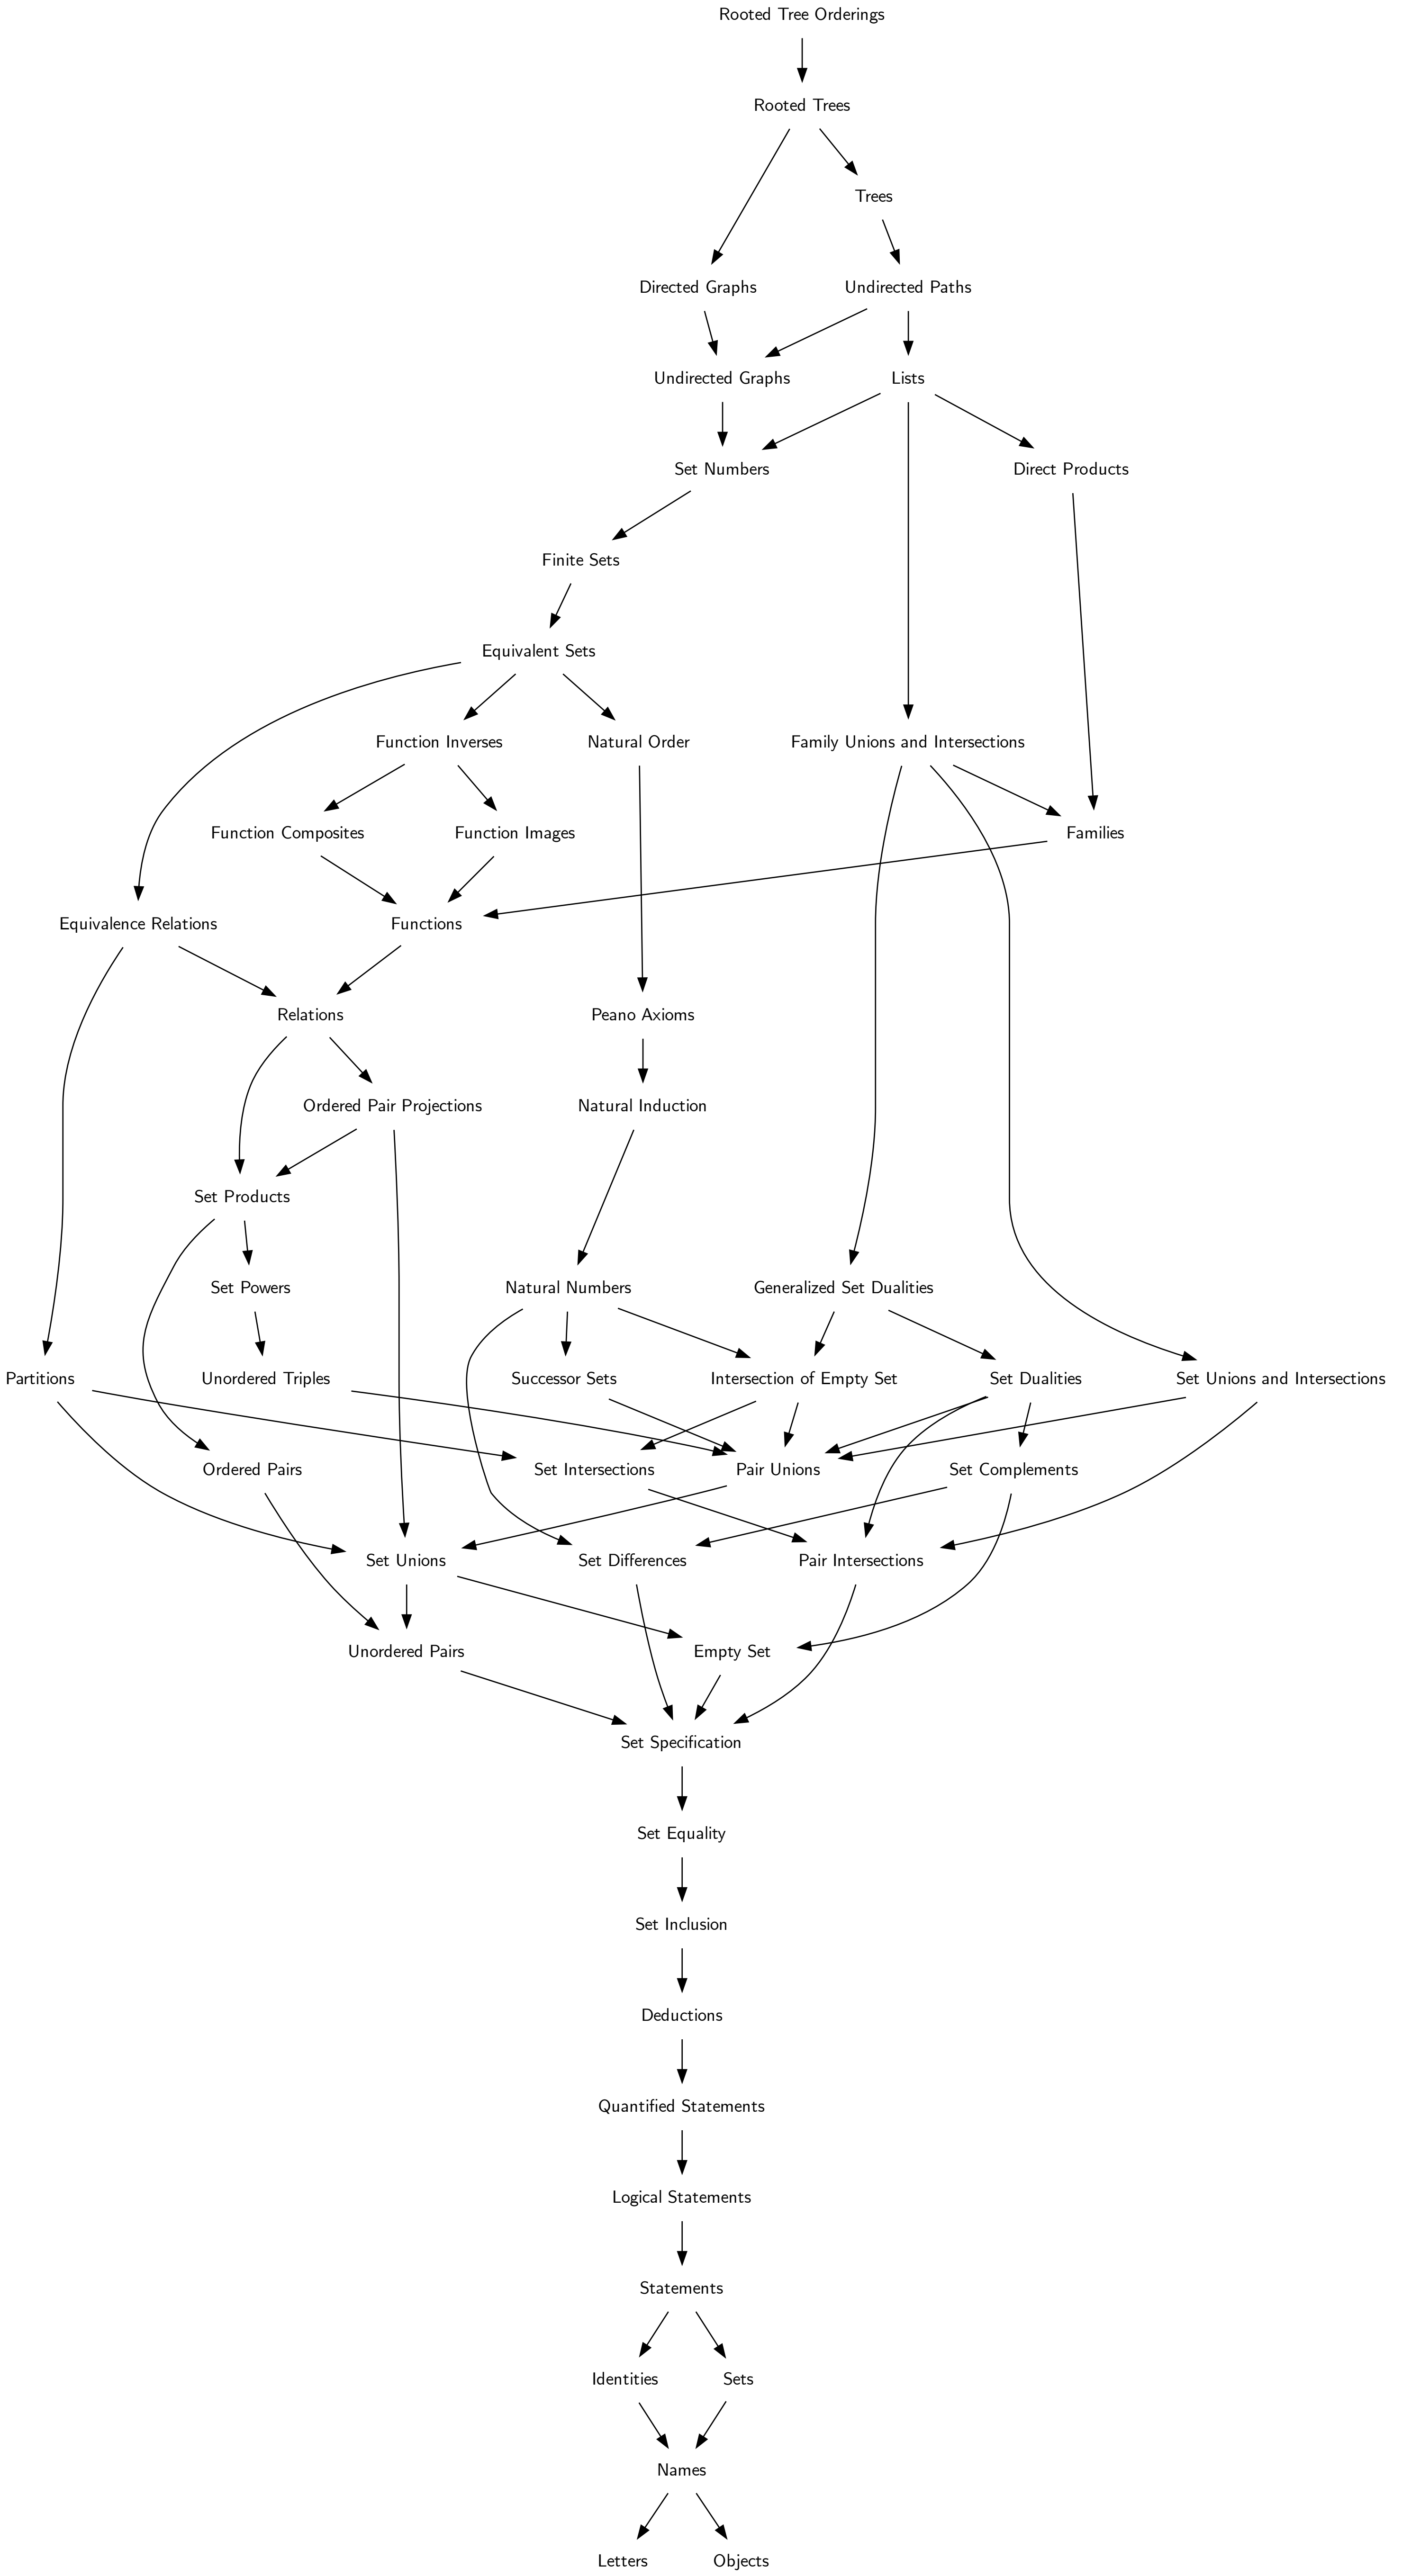 Rooted Tree Orderings
Rooted Trees
Trees
Directed Graphs
Undirected Paths
Undirected Graphs
Lists
Set Numbers
Direct Products
Finite Sets
Equivalent Sets
Function Inverses
Natural Order
Family Unions and Intersections
Function Composites
Function Images
Families
Equivalence Relations
Functions
Relations
Peano Axioms
Ordered Pair Projections
Natural Induction
Set Products
Set Powers
Natural Numbers
Generalized Set Dualities
Partitions
Unordered Triples
Successor Sets
Intersection of Empty Set
Set Dualities
Set Unions and Intersections
Ordered Pairs
Set Intersections
Pair Unions
Set Complements
Set Unions
Set Differences
Pair Intersections
Unordered Pairs
Empty Set
Set Specification
Set Equality
Set Inclusion
Deductions
Quantified Statements
Logical Statements
Statements
Identities
Sets
Names
Letters
Objects